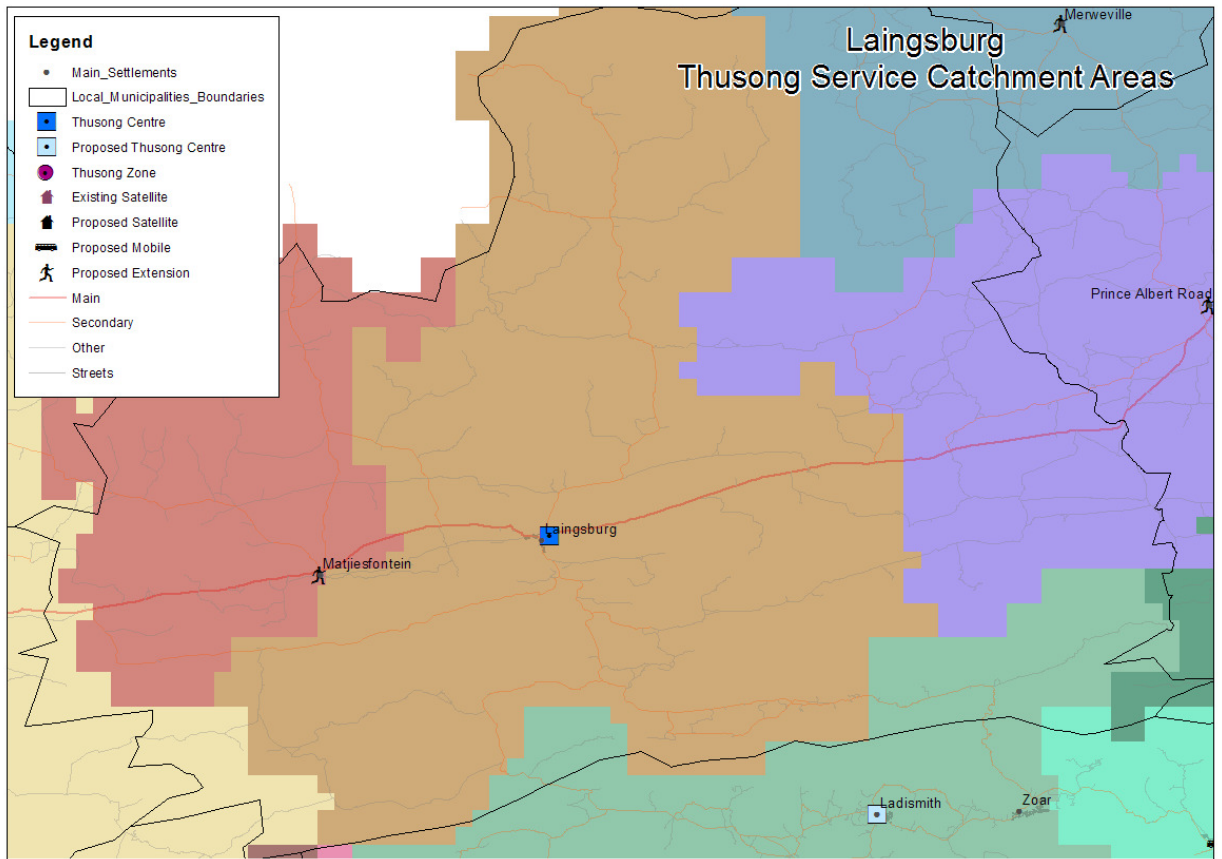 Merweville
Laingsburg
Thusong Service Catchment Areas
Legend
Main_Settlements
Local_Municipalities_Boundaries
Thusong Centre
Proposed Thusong Centre
Thusong Zone
Existing Satellite
Proposed Satellite
Proposed Mobile
Proposed Extension
Main
Secondary
Other
Streets
Prince Albert Road
Laingsburg
Matjiesfontein
Ladismith
Zoar